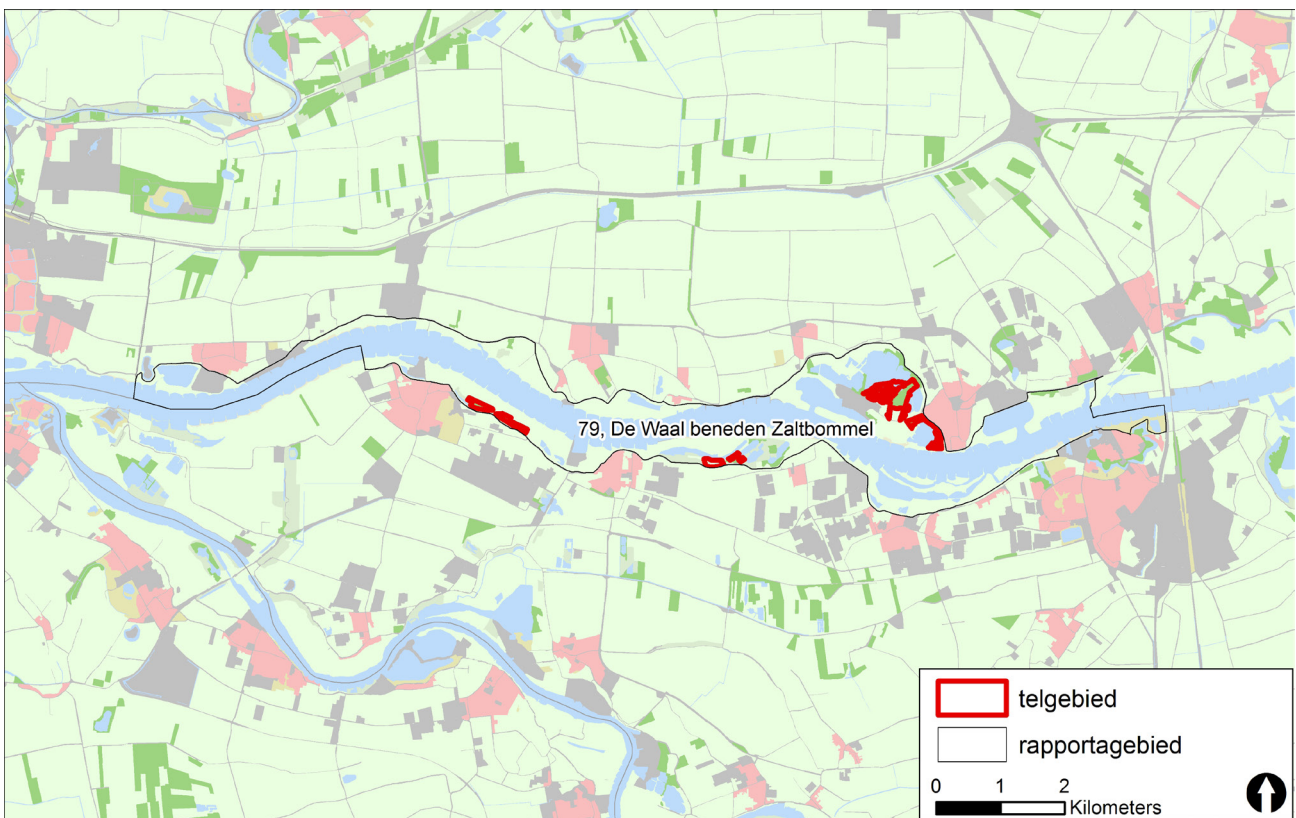 79, De Waal beneden Zaltbommel
telgebied
rapportagebied
0 1 2
Kilometers